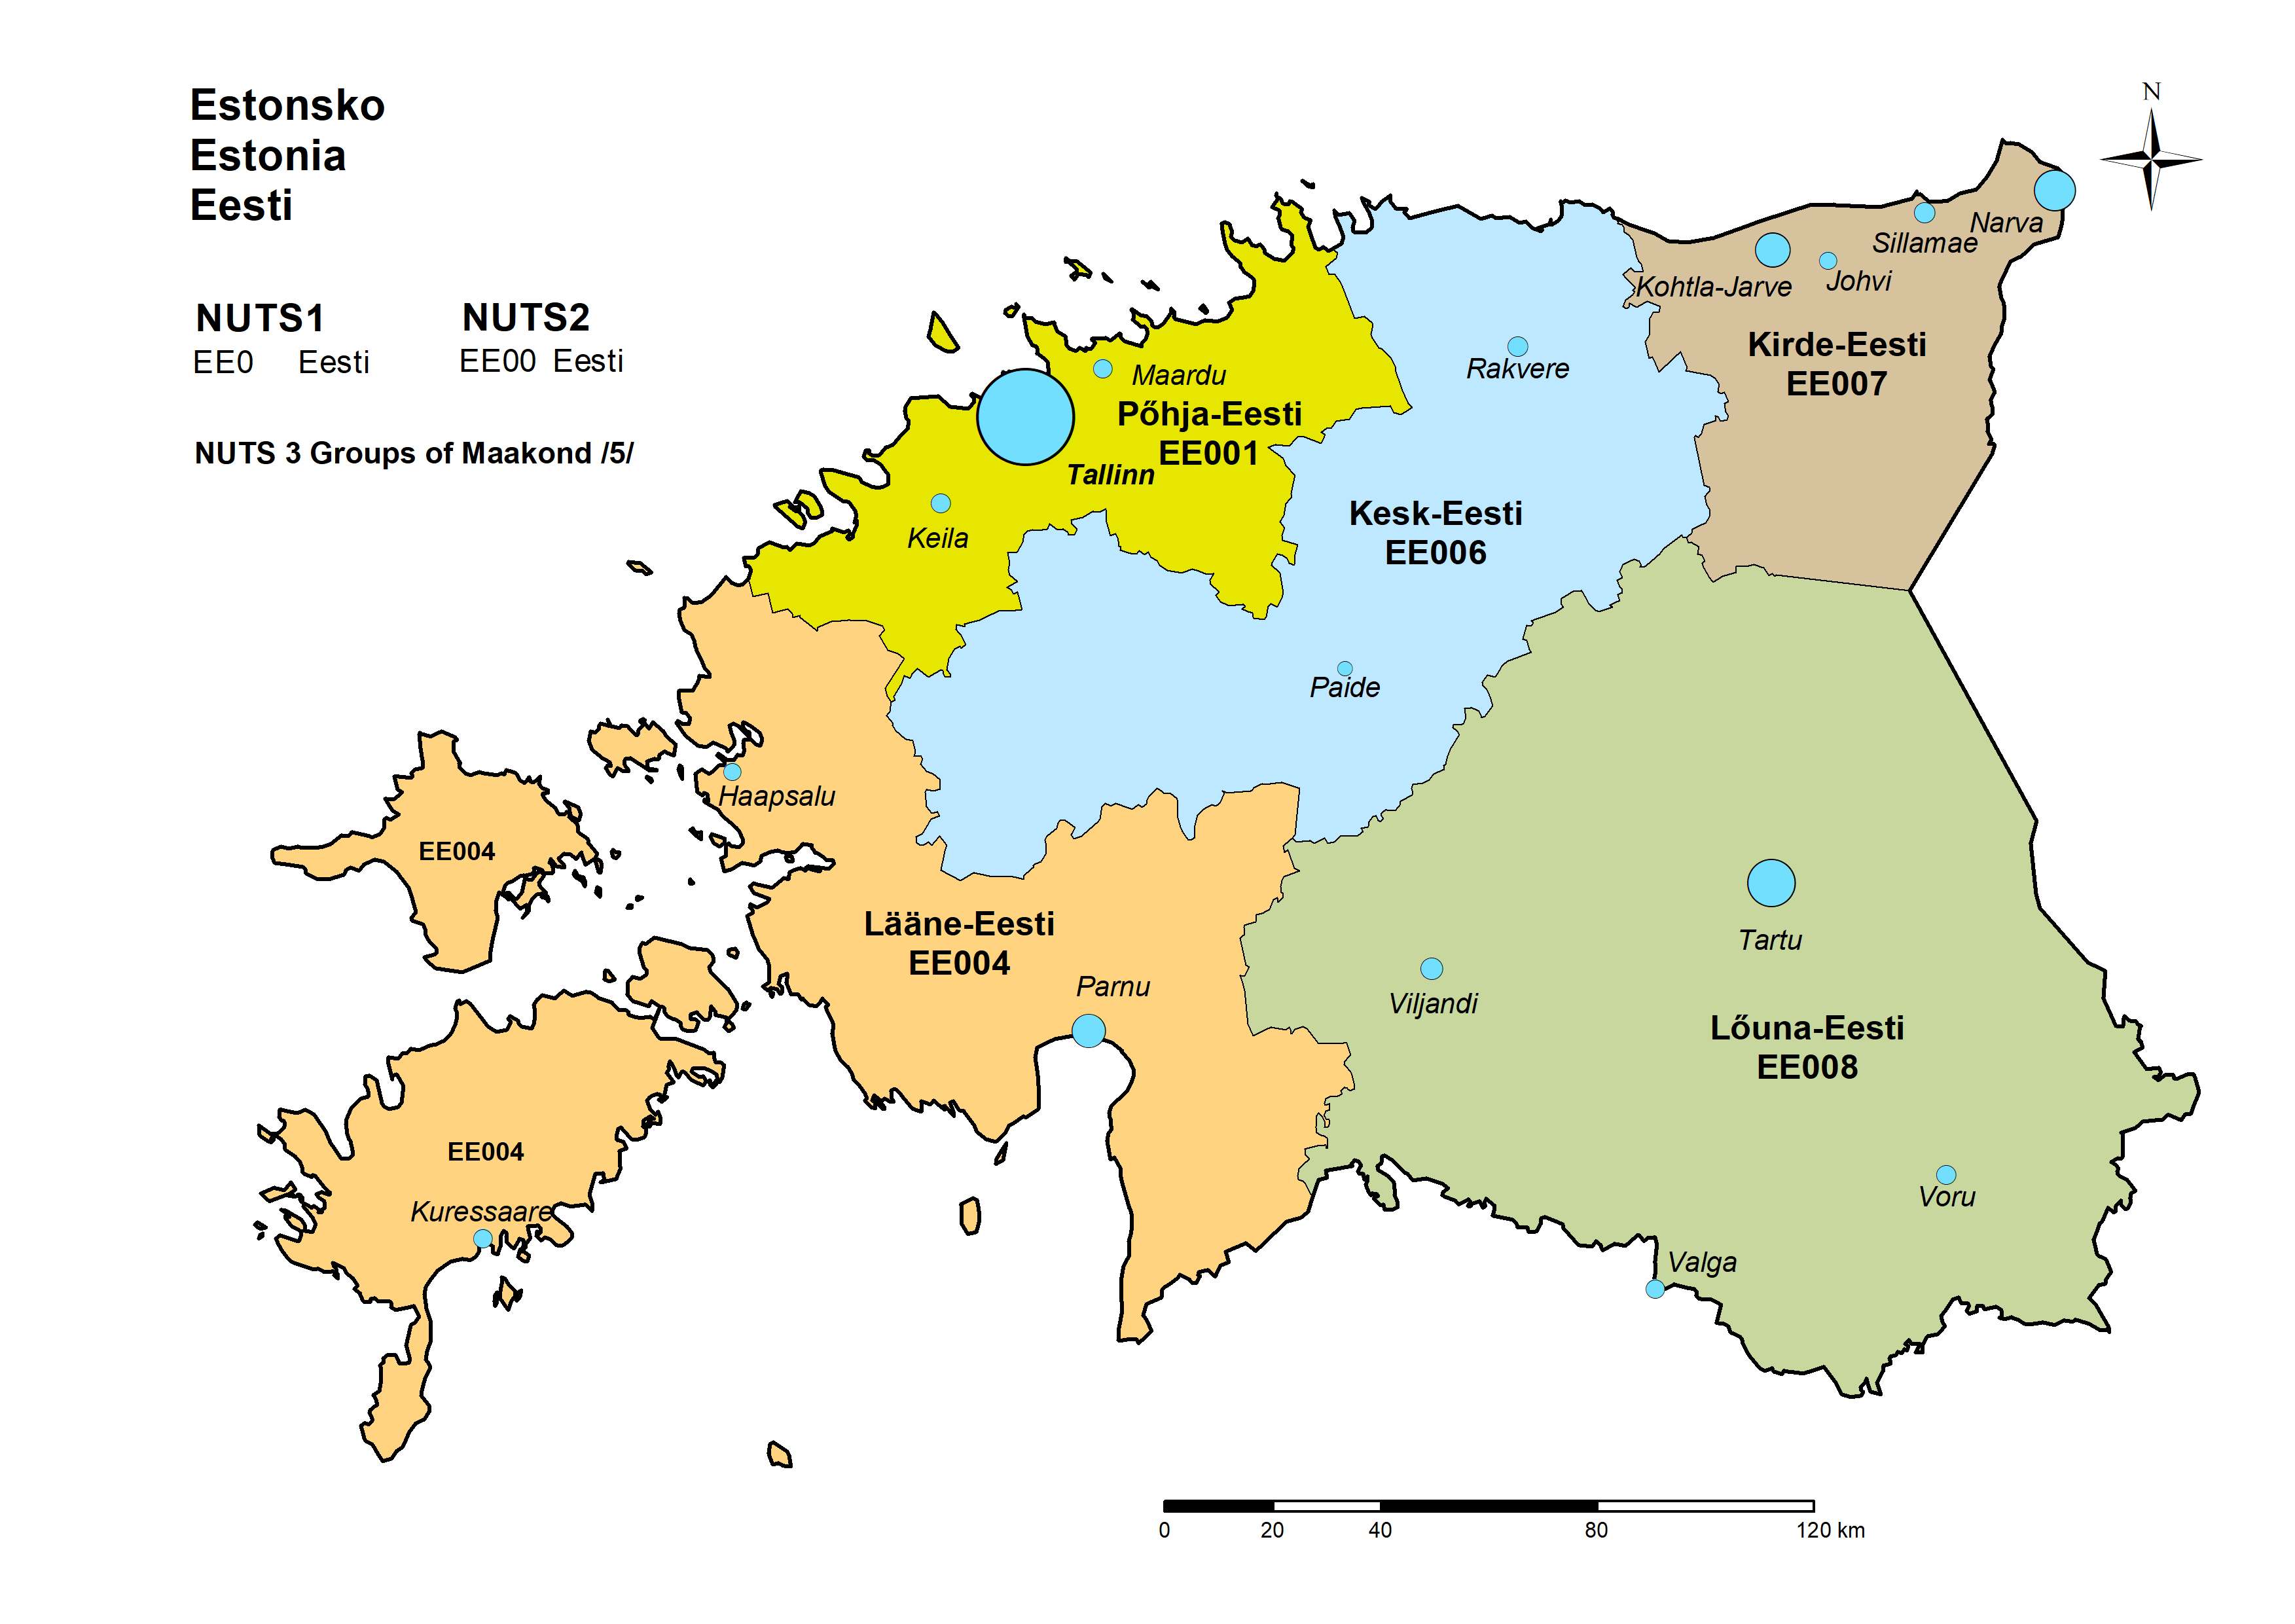 Estonsko
Estonia
Eesti
N
NUTS1 NUTS2
EE0 Eesti EE00 Eesti
NUTS 3 Groups of Maakond /5/
Narva
Sillamae
Kohtla-Jarve
Johvi
Kirde-Eesti
EE007
Rakvere
Maardu
Pőhja-Eesti
EE001
Tallinn
Keila
Kesk-Eesti
EE006
Paide
Haapsalu
EE004
Lääne-Eesti
EE004
Parnu
Tartu
Viljandi
Lőuna-Eesti
EE008
EE004
Kuressaare
Voru
Valga
0 20 40 80 120 km